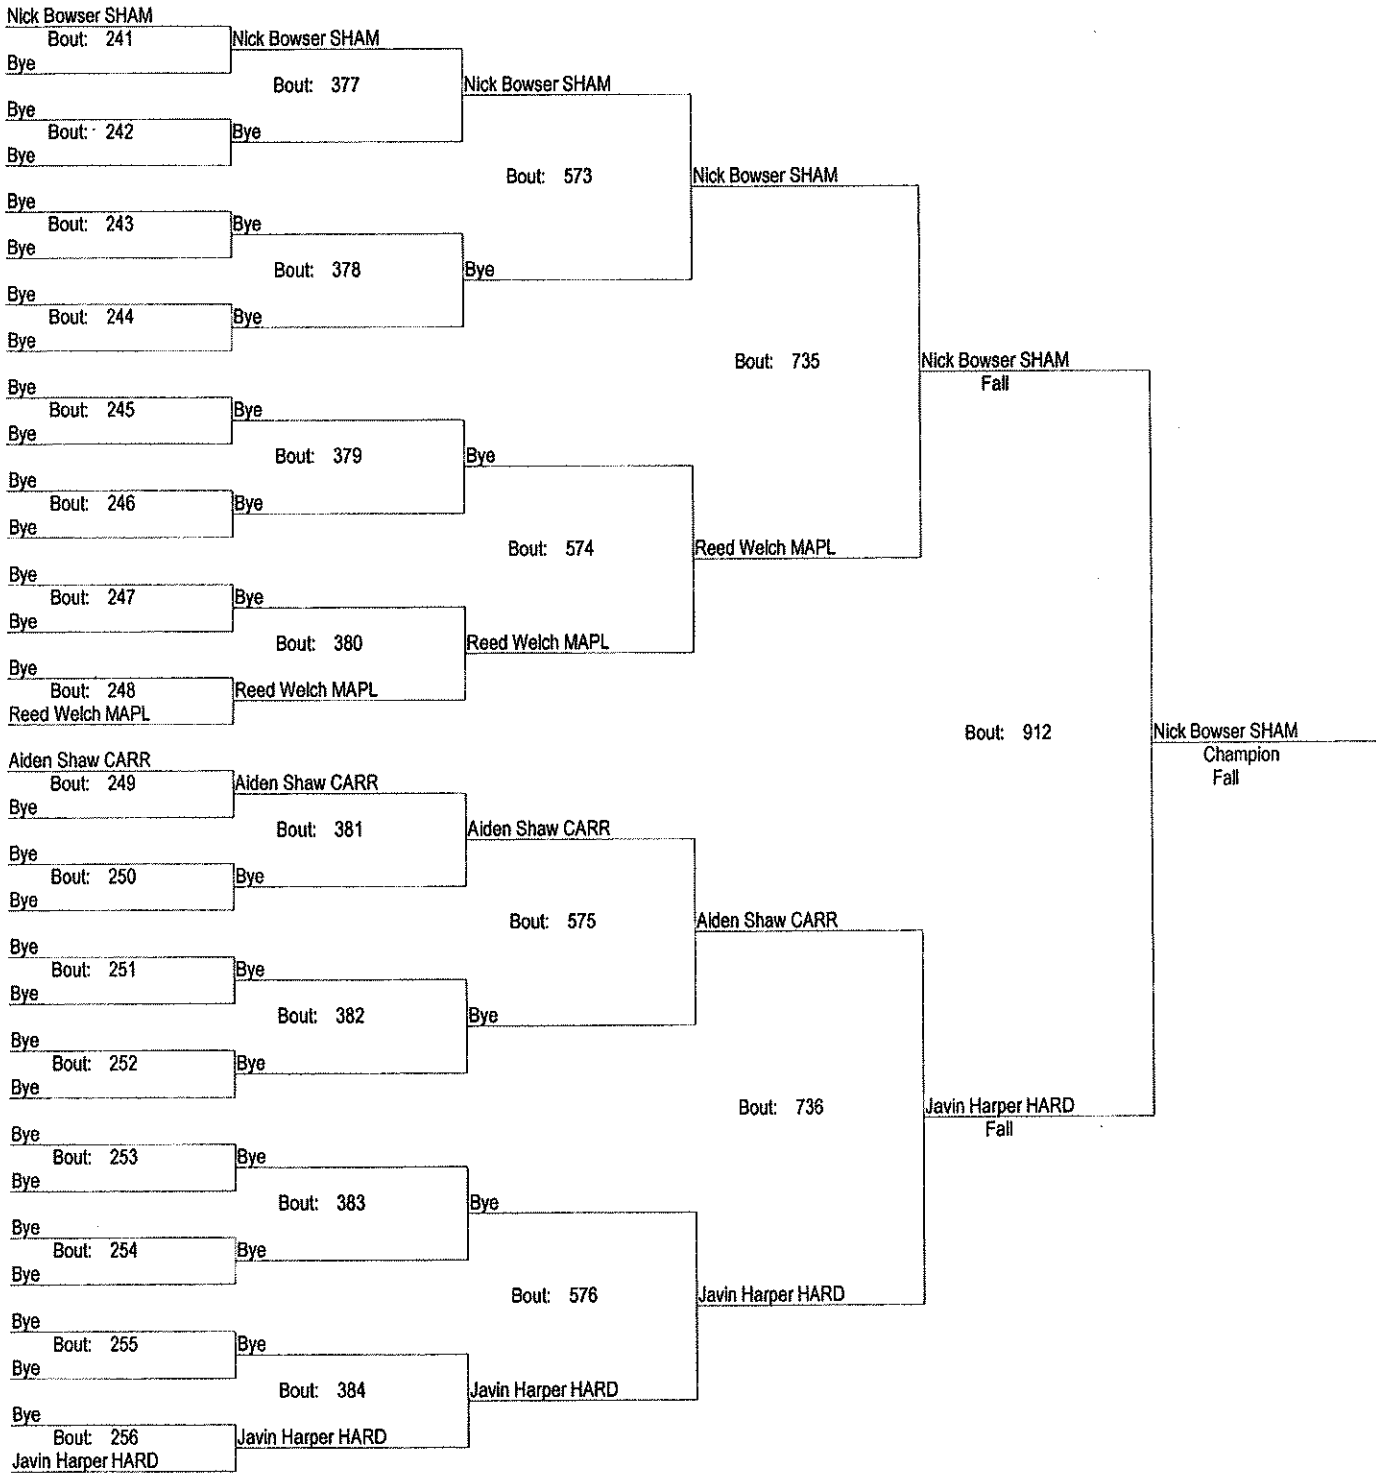 Nick Bowser SHAM
Bout: 241
Bye
Nick Bowser SHAM
Bout: 377
Bye
Bout: 242
Bye
Bye
Nick Bowser SHAM
Bout: 573
Bye
Bout: 243
Bye
Bye
Bout: 378
Bye
Bout: 244
Bye
Bye
Bye
Nick Bowser SHAM
Bout: 735
Bye
Bout: 245
Bye
Bye
Bout: 379
Bye
Bout: 246
Bye
Bye
Bye
Bout: 574
Bye
Bout: 247
Bye
Bye
Bout: 380
Bye
Bout: 248
Reed Welch MAPL
Reed Welch MAPL
Reed Welch MAPL
Reed Welch MAPL
Nick Bowser SHAM
Fall
Bout: 912
Aiden Shaw CARR
Bout: 249
Bye
Aiden Shaw CARR
Bout: 381
Bye
Bout: 250
Bye
Bye
Aiden Shaw CARR
Bout: 575
Bye
Bout: 251
Bye
Bye
Bout: 382
Bye
Bout: 252
Bye
Bye
Bye
Aiden Shaw CARR
Bout: 736
Bye
Bout: 253
Bye
Bye
Bout: 383
Bye
Bout: 254
Bye
Bye
Bye
Bout: 576
Bye
Bout: 255
Bye
Bye
Bout: 384
Bye
Bout: 256
Javin Harper HARD
Javin Harper HARD
Javin Harper HARD
Javin Harper HARD
Javin Harper HARD
Fall
Nick Bowser SHAM
Champion
Fall